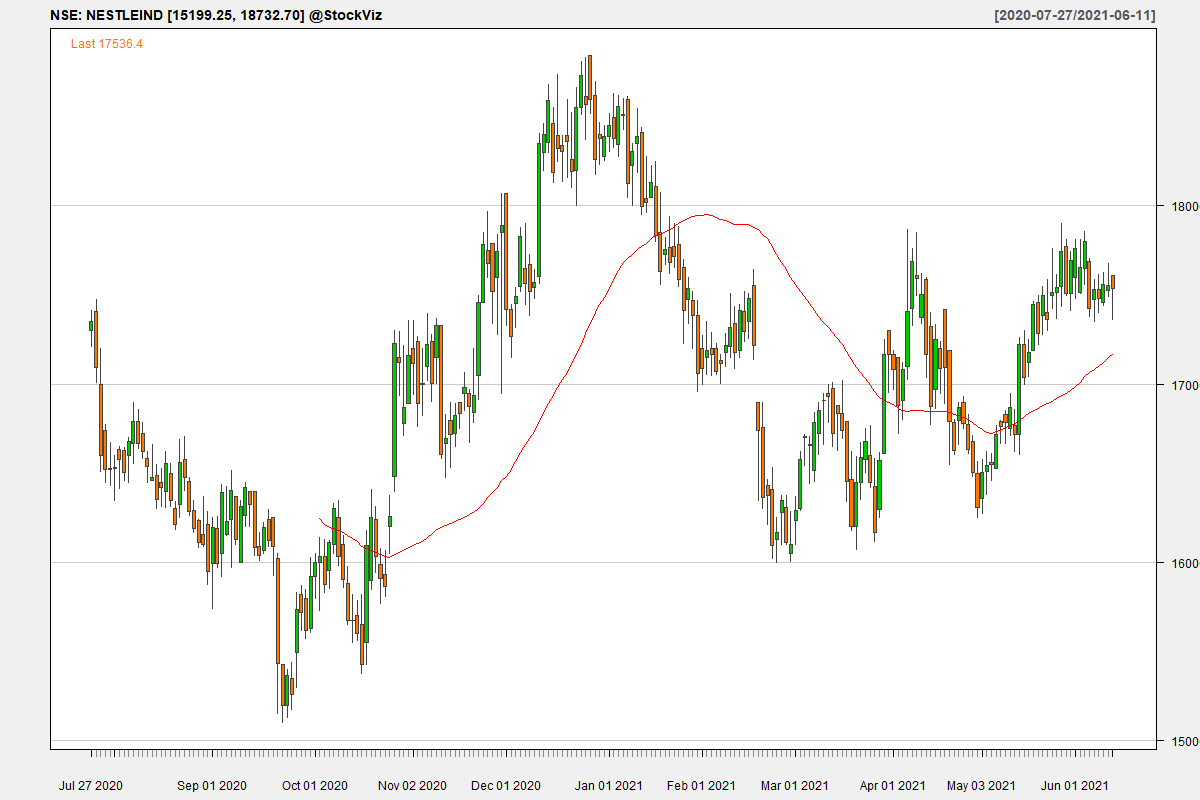 NSE: NESTLEIND [15199.25, 18732.70] @StockViz [2020-07-27/2021-06-11]
Last 17536.4
1800
1700
1600
1500
Jul 27 2020 Sep 01 2020 Oct 01 2020 Nov 02 2020 Dec 00 2020 Jan 01 2021 Feb 01 2021 Mar 01 2021 Apr 01 2021 May 03 2021 Jun 01 2021